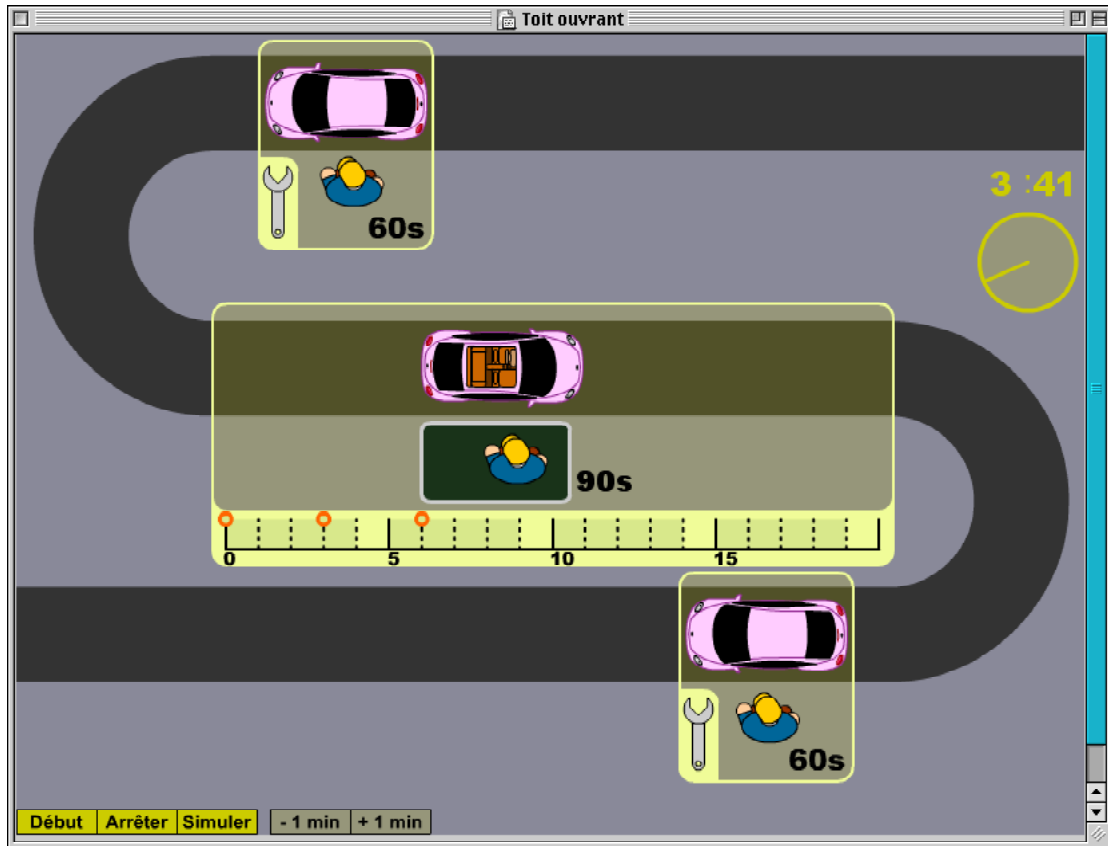 Toit ouvrant
60s
3 :41
90s
0 5 10 15
60s
Début Arrêter Simuler - 1 min + 1 min